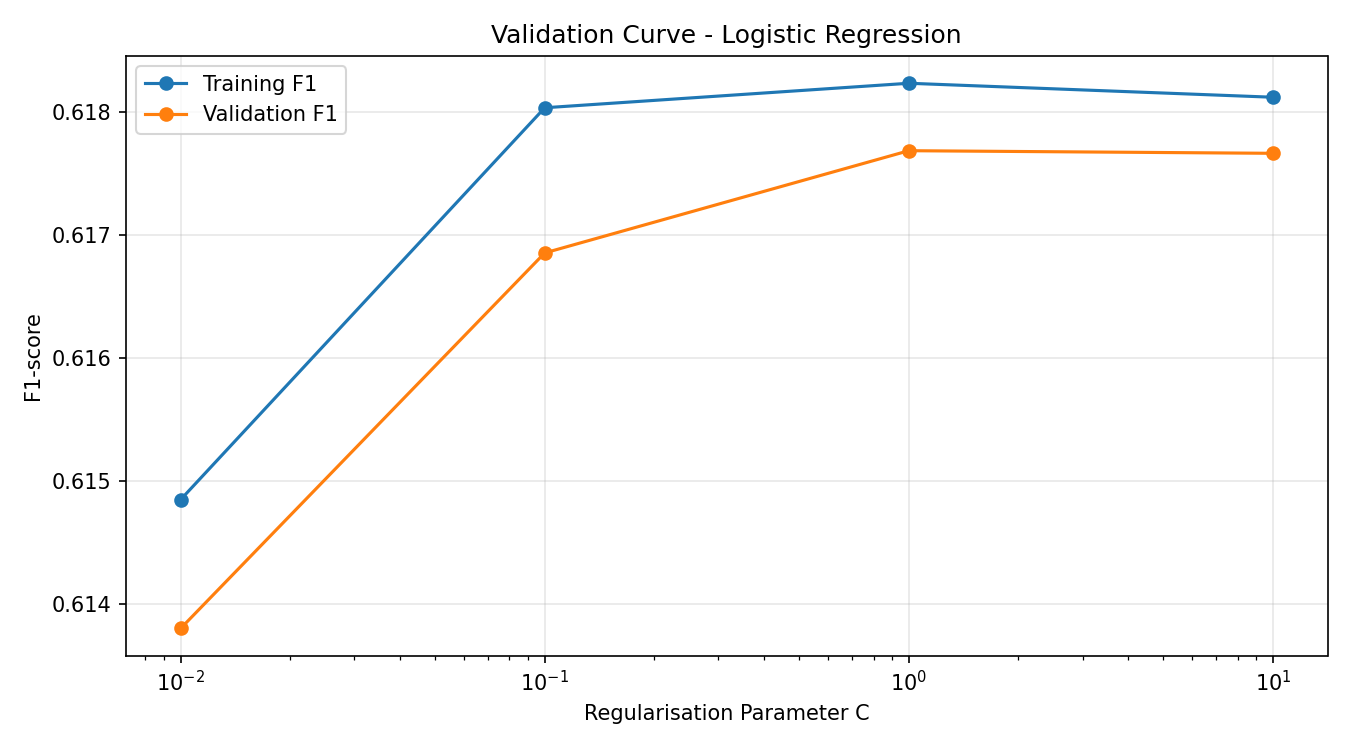 Validation Curve - Logistic Regression
Training F1
Validation F1
0.618
0.617
0.616
0.615
0.614
F1-score
10⁻² 10⁻¹ 10⁰ 10¹
Regularisation Parameter C